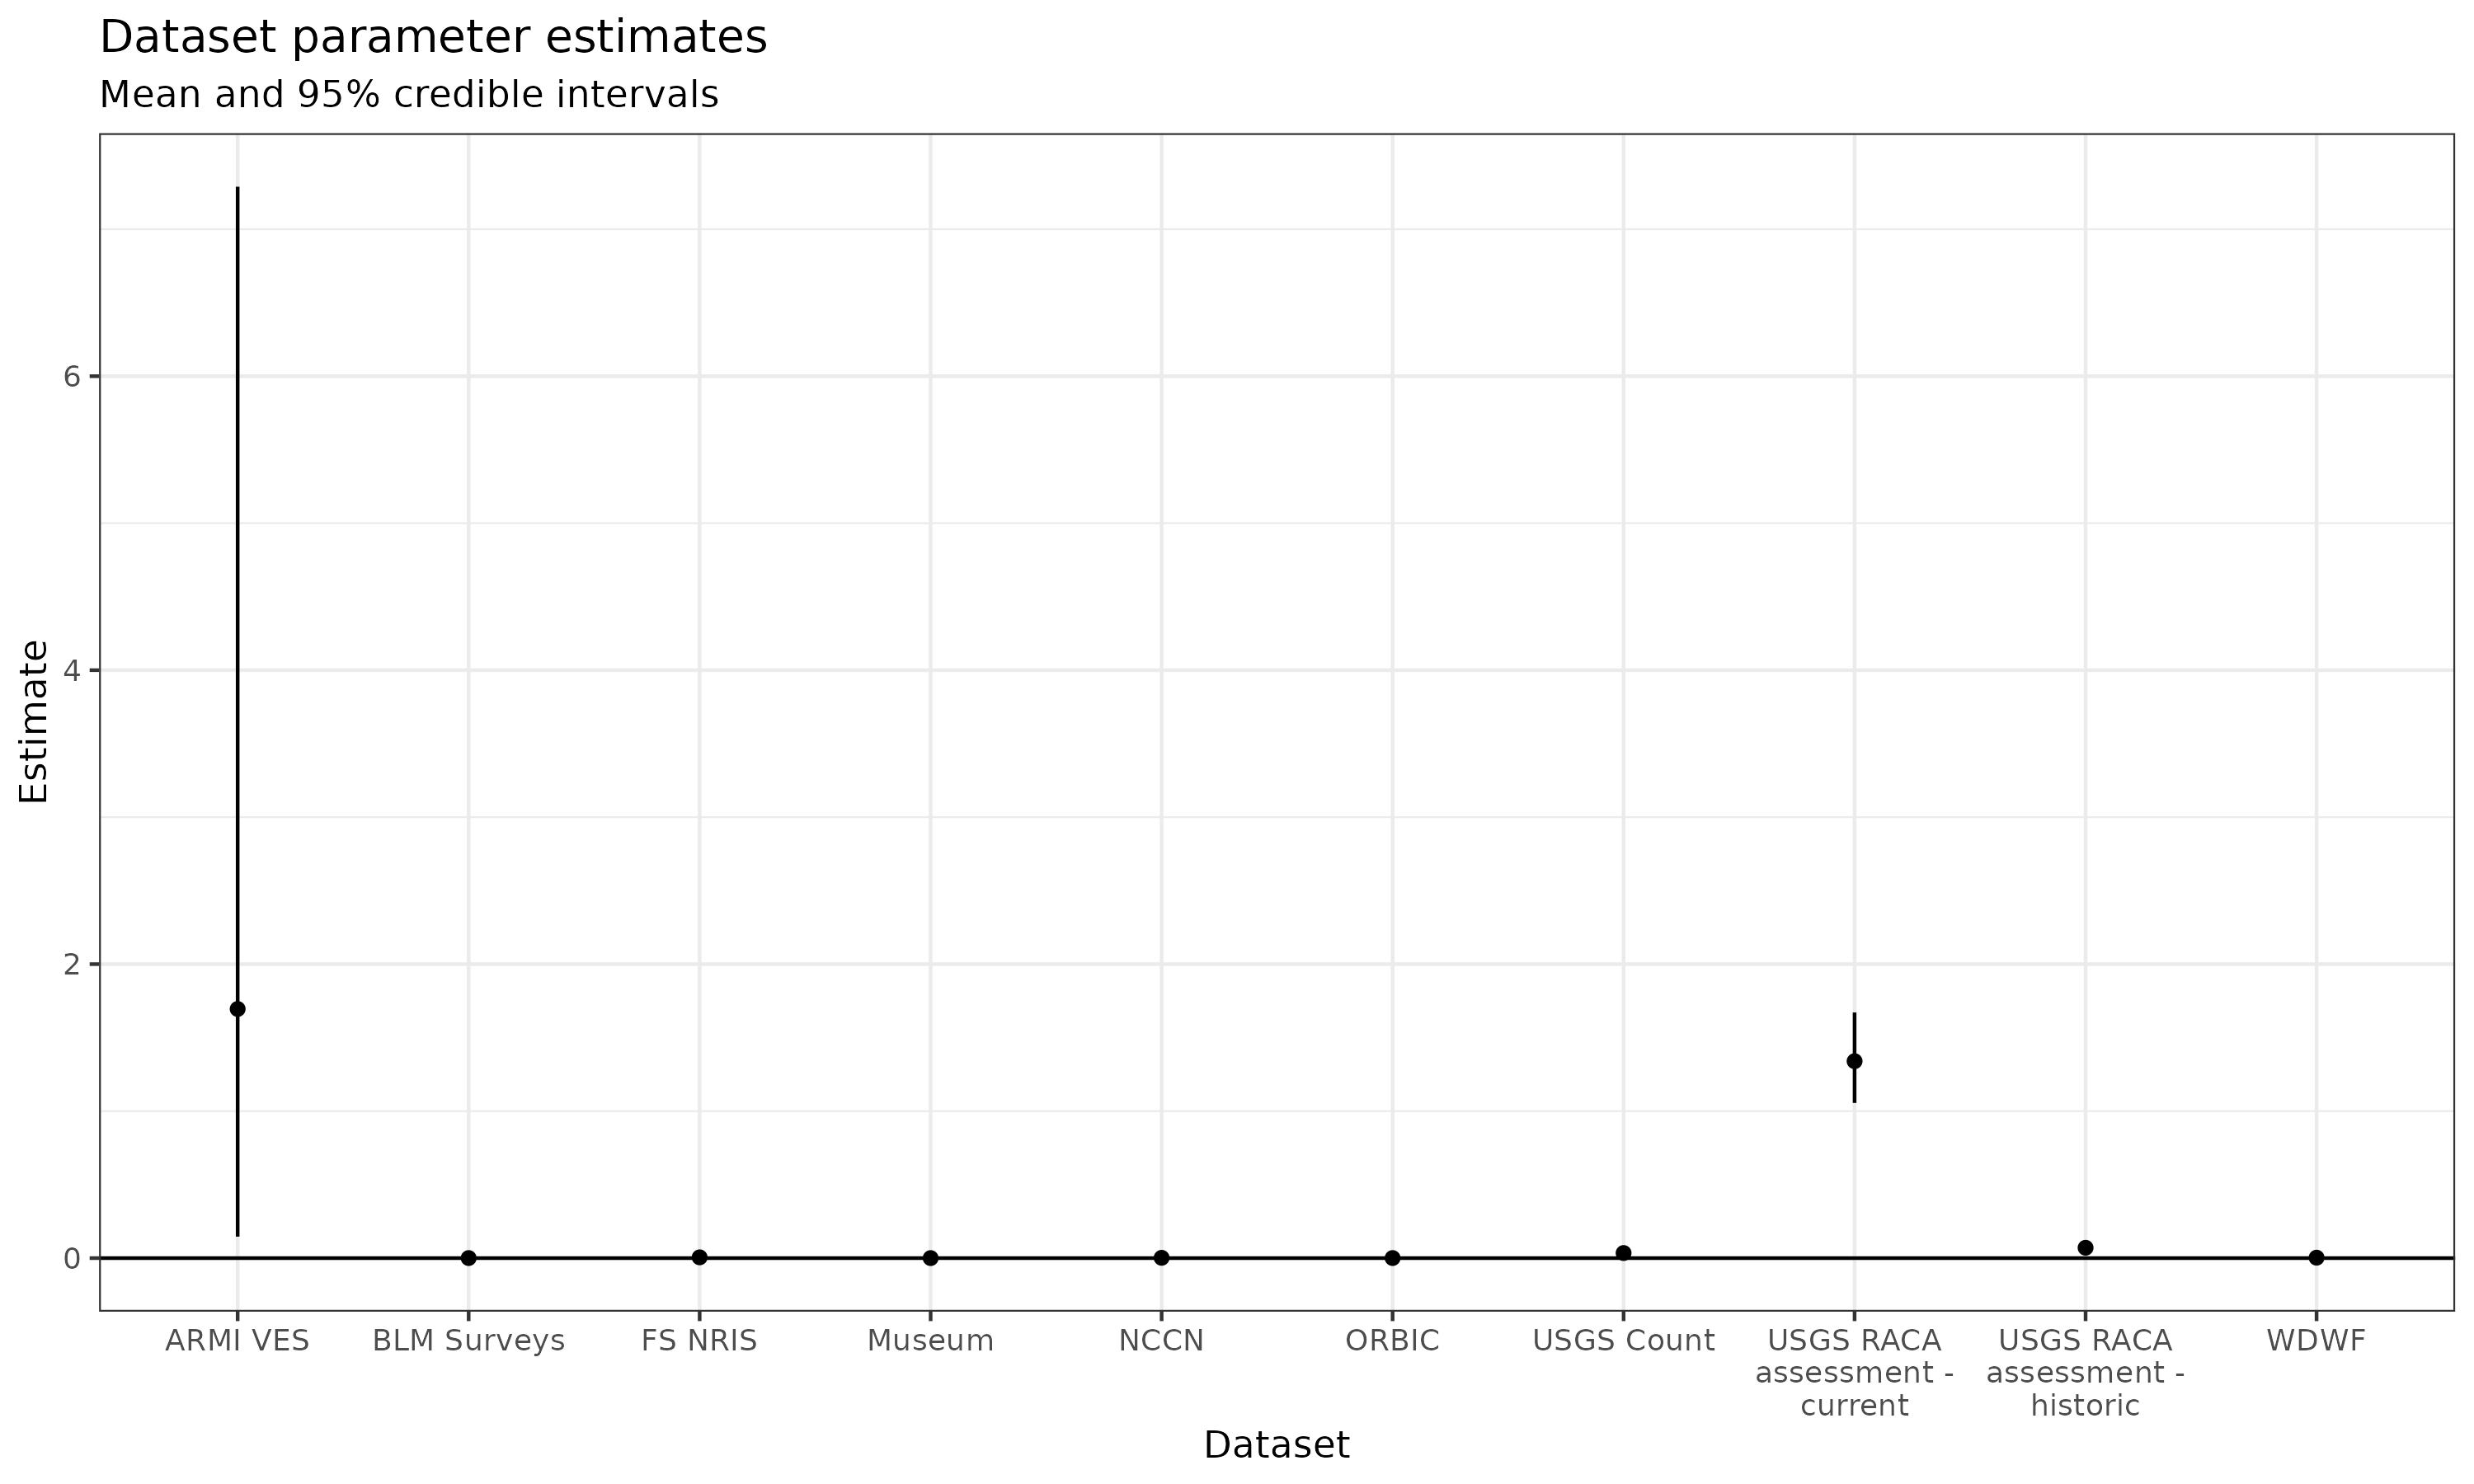 Dataset parameter estimates
Mean and 95% credible intervals
Estimate
6
4
2
0
ARMI VES
BLM Surveys
FS NRIS
Museum
NCCN
ORBIC
USGS Count
USGS RACA
assessment -
current
USGS RACA
assessment -
historic
WDWF
Dataset